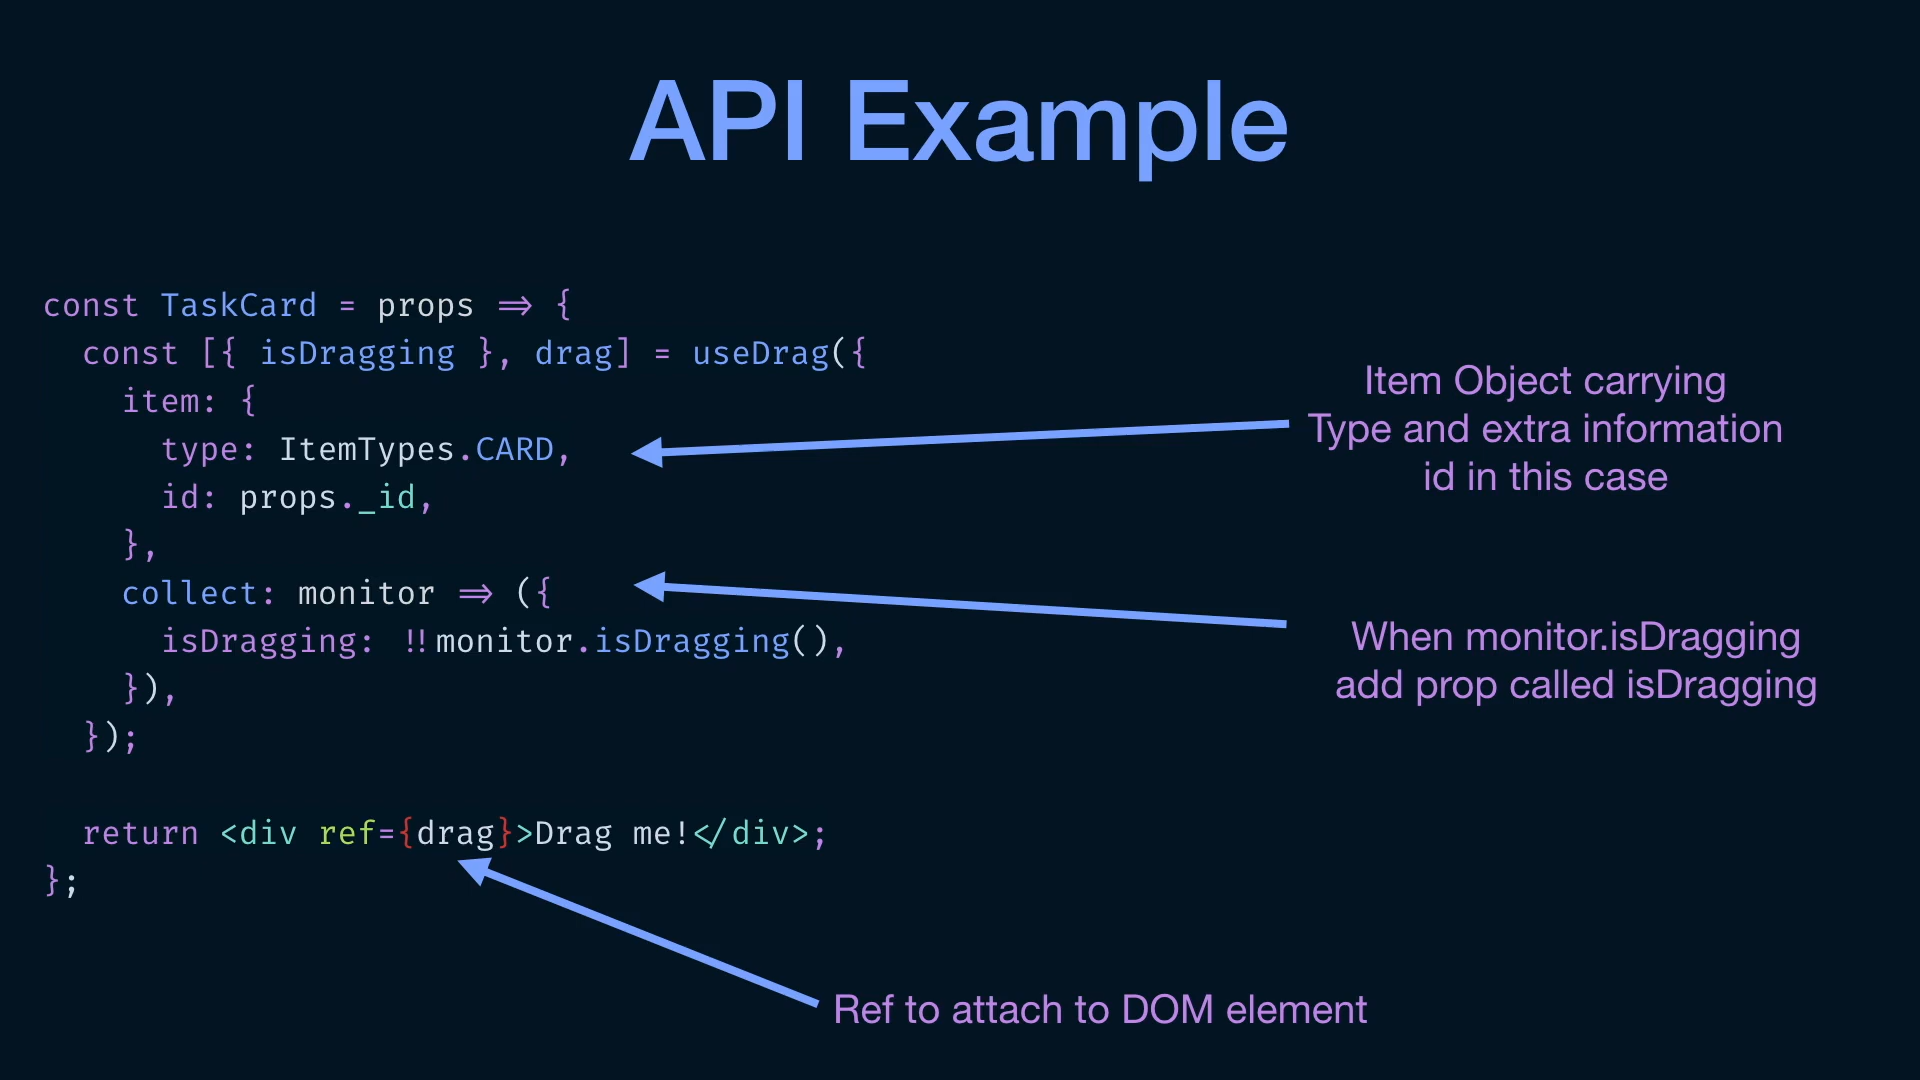 API Example
const TaskCard = props => {
  const [{ isDragging }, drag] = useDrag({
    item: {
      type: ItemTypes.CARD,
      id: props._id,
    },
    collect: monitor => ({
      isDragging: !!monitor.isDragging(),
    }),
  });

  return <div ref={drag}>Drag me!</div>;
};
Item Object carrying
Type and extra information
id in this case
When monitor.isDragging
add prop called isDragging
Ref to attach to DOM element